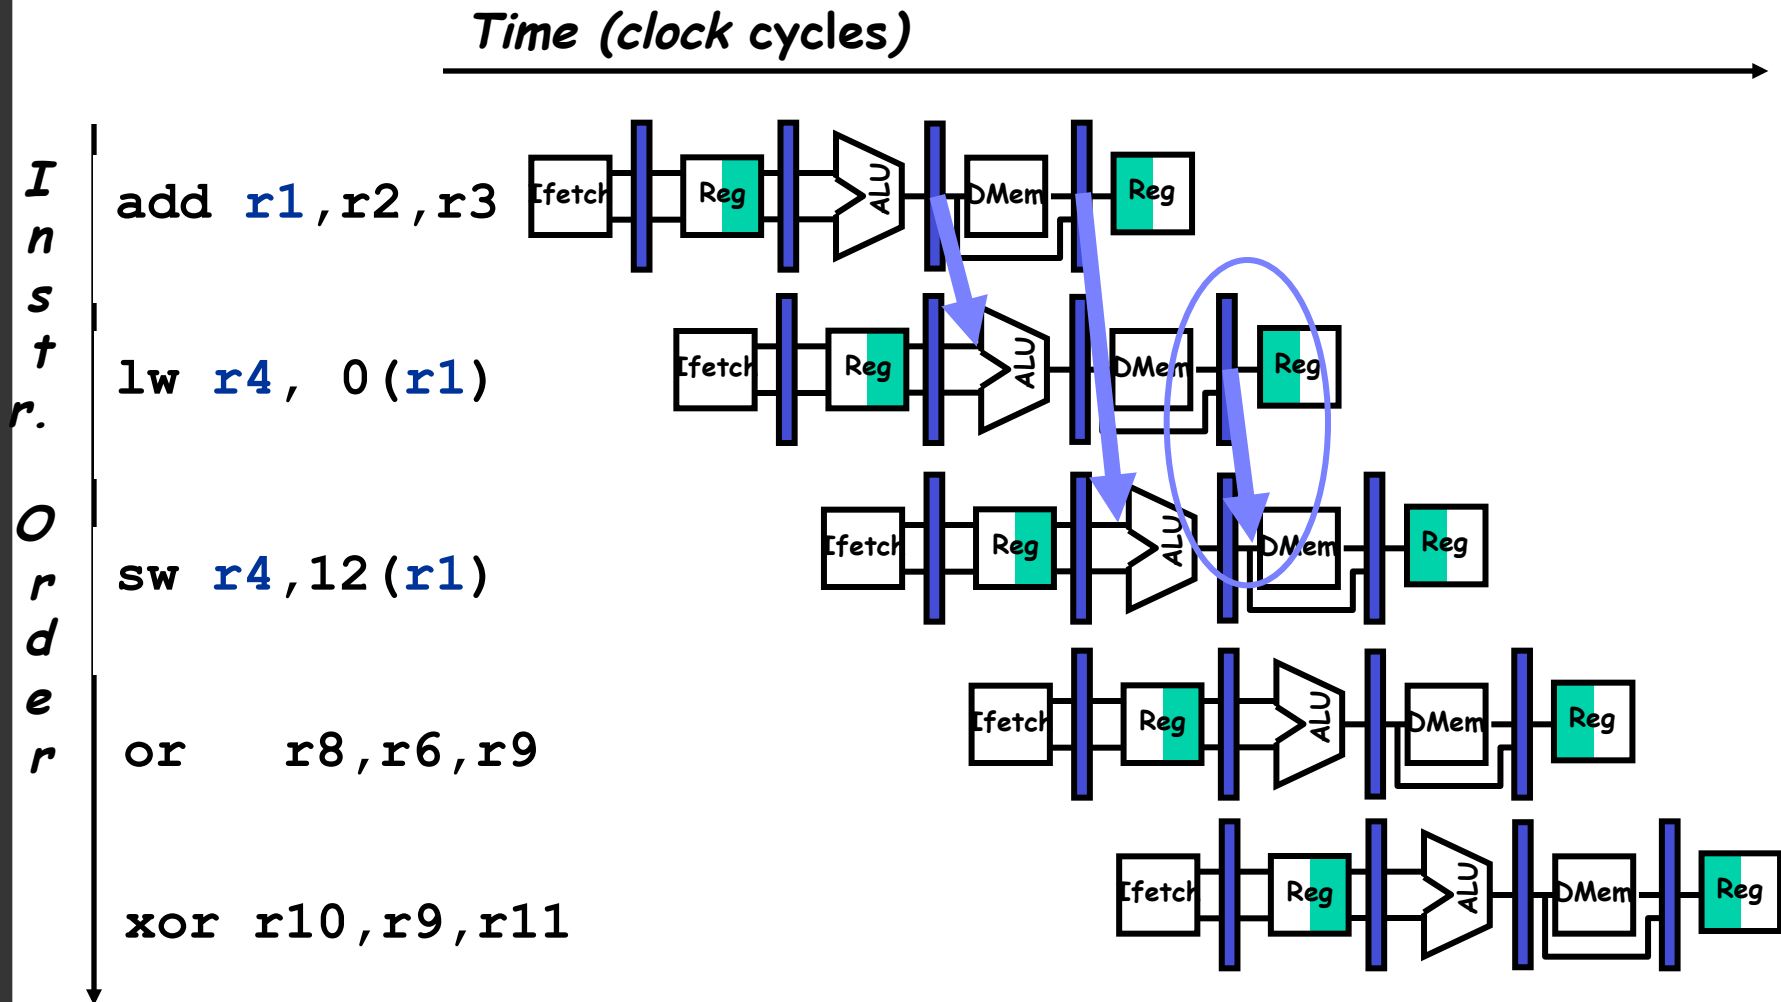 Time (clock cycles)
Instr. Order
add r1,r2,r3
Ifetch Reg ALU DMem Reg
lw r4, 0(r1)
Ifetch Reg ALU DMem Reg
sw r4,12(r1)
Ifetch Reg ALU DMem Reg
or r8,r6,r9
Ifetch Reg ALU DMem Reg
xor r10,r9,r11
Ifetch Reg ALU DMem Reg